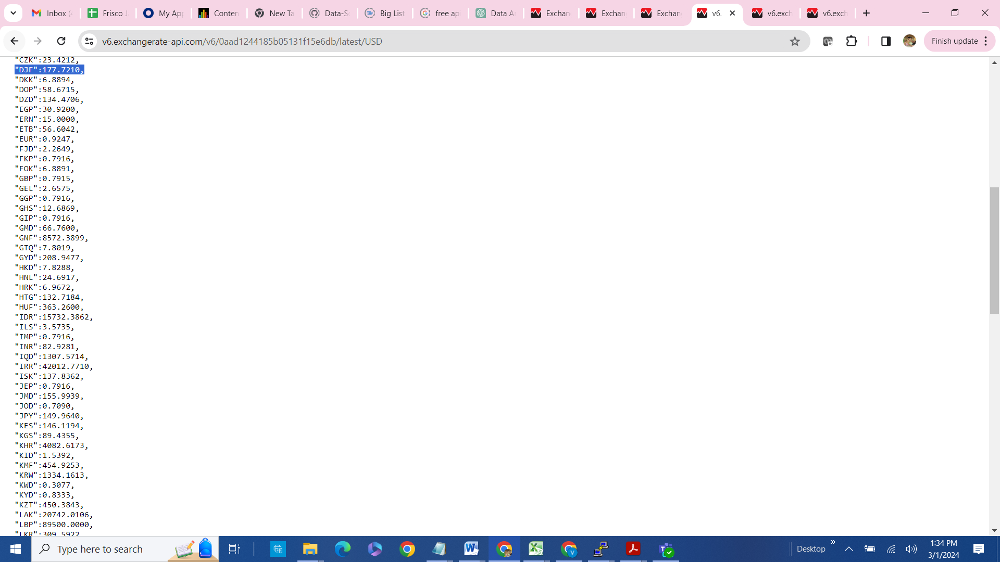 Inbox (4
Frisco J
My App
Conten
New Ta
Data-Sc
Big List
free ap
Data A
Exchan
Exchan
Exchan
v6.
v6.exch
v6.exch
v6.exchangerate-api.com/v6/0aad1244185b05131f15e6db/latest/USD
Finish update
"CZK":23.4212,
"DJF":177.7210,
"DKK":6.8894,
"DOP":58.6715,
"DZD":134.4706,
"EGP":30.9200,
"ERN":15.0000,
"ETB":56.6042,
"EUR":0.9247,
"FJD":2.2649,
"FKP":0.7916,
"FOK":6.8891,
"GBP":0.7915,
"GEL":2.6575,
"GGP":0.7916,
"GHS":12.6869,
"GIP":0.7916,
"GMD":66.7600,
"GNF":8572.3899,
"GTQ":7.8019,
"GYD":208.9477,
"HKD":7.8288,
"HNL":24.6917,
"HRK":6.9672,
"HTG":132.7184,
"HUF":363.2600,
"IDR":15732.3862,
"ILS":3.5735,
"IMP":0.7916,
"INR":82.9281,
"IQD":1307.5714,
"IRR":42012.7710,
"ISK":137.8362,
"JEP":0.7916,
"JMD":155.9939,
"JOD":0.7090,
"JPY":149.9640,
"KES":146.1194,
"KGS":89.4355,
"KHR":4082.6173,
"KID":1.5392,
"KMF":454.9253,
"KRW":1334.1613,
"KWD":0.3077,
"KYD":0.8333,
"KZT":450.3843,
"LAK":20742.0106,
"LBP":89500.0000,
"LKR":309.5922
Type here to search
Desktop
1:34 PM
3/1/2024